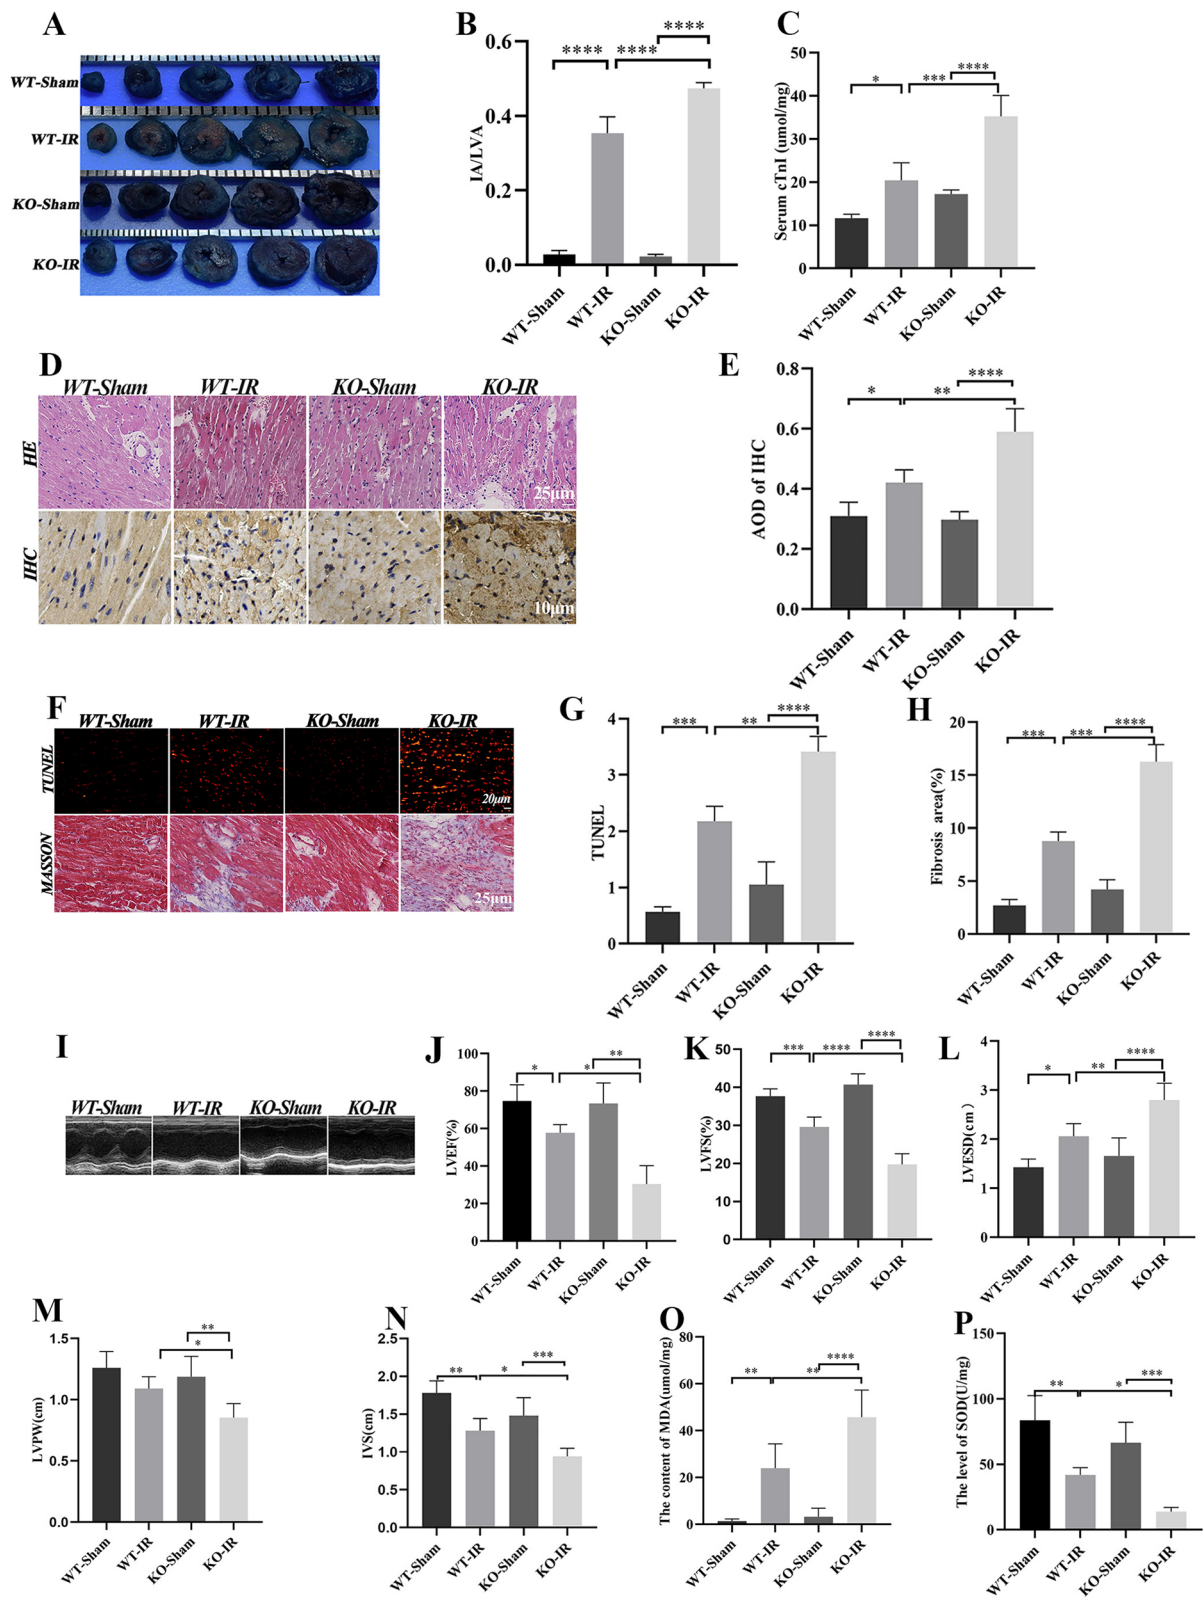 A
WT-Sham
WT-IR
KO-Sham
KO-IR
B
IA/LVA
0.6
0.4
0.2
0.0
**** **** ****
WT-Sham WT-IR KO-Sham KO-IR
C
Serum cTnI (umol/mg)
50
40
30
20
10
0
* *** ****
WT-Sham WT-IR KO-Sham KO-IR
D
WT-Sham WT-IR KO-Sham KO-IR
HE
25μm
IHC
10μm
E
AOD of IHC
0.8
0.6
0.4
0.2
0.0
* ** ****
WT-Sham WT-IR KO-Sham KO-IR
F
WT-Sham WT-IR KO-Sham KO-IR
TUNEL
20μm
MASSON
25μm
G
TUNEL
4
3
2
1
0
*** ** ****
WT-Sham WT-IR KO-Sham KO-IR
H
Fibrosis area(%)
20
15
10
5
0
*** *** ****
WT-Sham WT-IR KO-Sham KO-IR
I
WT-Sham WT-IR KO-Sham KO-IR
J
LVEF(%)
100
80
60
40
20
0
* * **
WT-Sham WT-IR KO-Sham KO-IR
K
LVFS(%)
50
40
30
20
10
0
*** **** ****
WT-Sham WT-IR KO-Sham KO-IR
L
LVESD(cm)
4
3
2
1
0
* ** ****
WT-Sham WT-IR KO-Sham KO-IR
M
LVPW(cm)
1.5
1.0
0.5
0.0
* **
WT-Sham WT-IR KO-Sham KO-IR
N
IVS(cm)
2.5
2.0
1.5
1.0
0.5
0.0
** * ***
WT-Sham WT-IR KO-Sham KO-IR
O
The content of MDA(umol/mg)
80
60
40
20
0
** ** ****
WT-Sham WT-IR KO-Sham KO-IR
P
The level of SOD(U/mg)
150
100
50
0
** * ***
WT-Sham WT-IR KO-Sham KO-IR